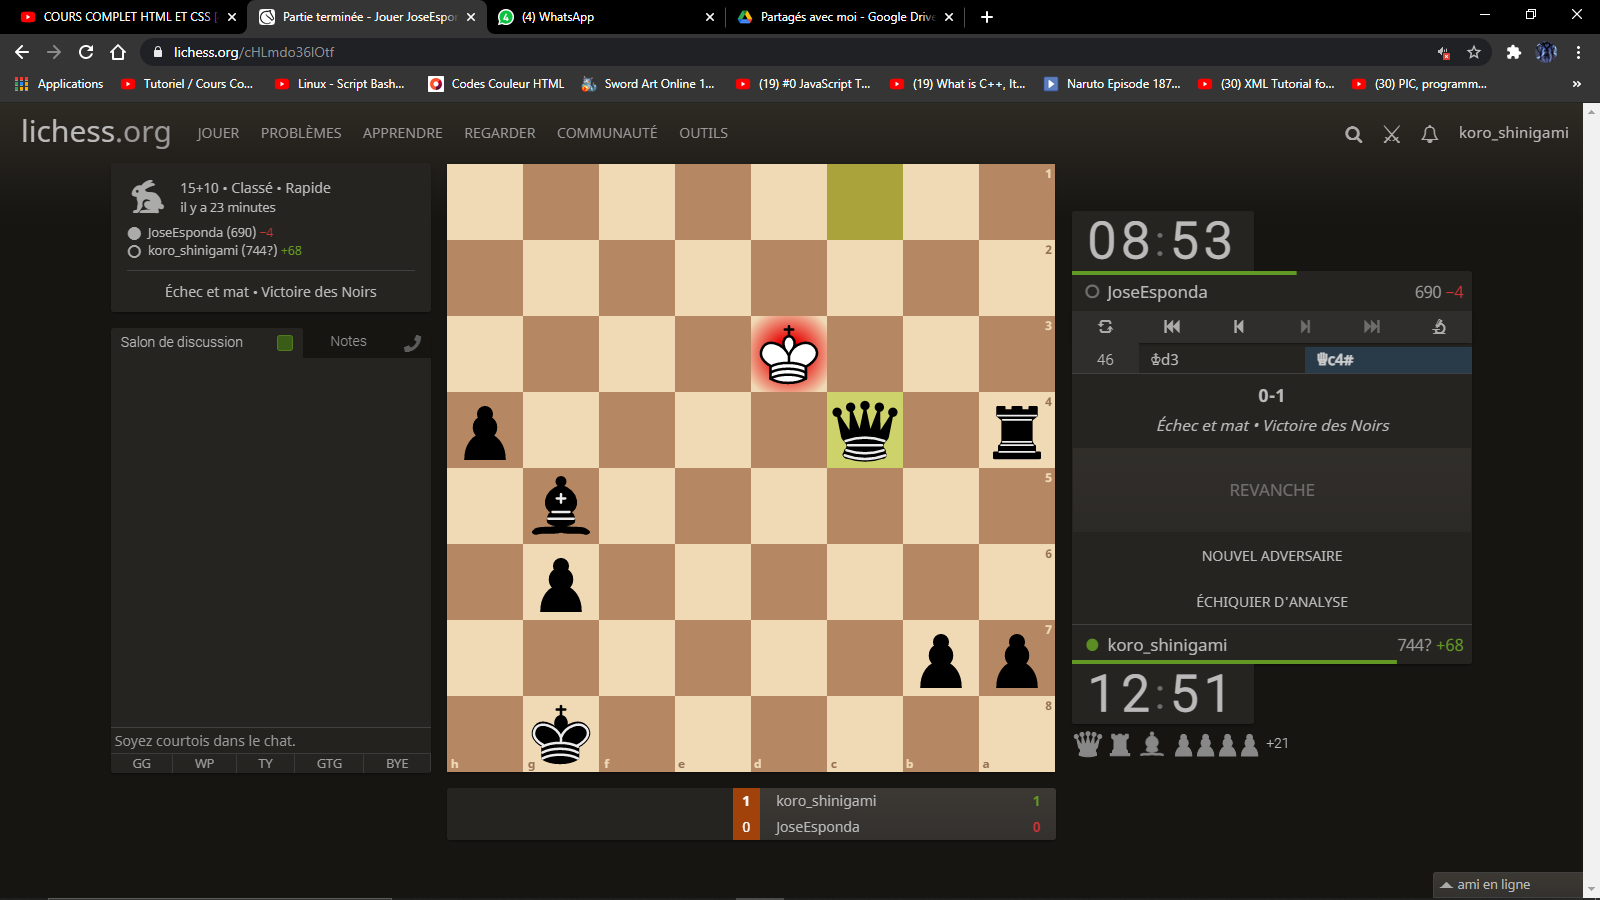 COURS COMPLET HTML ET CSS [
Partie terminée - Jouer JoseEspon
(4) WhatsApp
Partagés avec moi - Google Drive
lichess.org/cHLmdo36IOtf
Applications
Tutoriel / Cours Co...
Linux - Script Bash...
Codes Couleur HTML
Sword Art Online 1...
(19) #0 JavaScript T...
(19) What is C++, It...
Naruto Episode 187...
(30) XML Tutorial fo...
(30) PIC, programm...
»
lichess.org
JOUER
PROBLÈMES
APPRENDRE
REGARDER
COMMUNAUTÉ
OUTILS
koro_shinigami
15+10 • Classé • Rapide
il y a 23 minutes
JoseEsponda (690) −4
koro_shinigami (744?) +68
Échec et mat • Victoire des Noirs
Salon de discussion
Notes
Soyez courtois dans le chat.
GG
WP
TY
GTG
BYE
1
2
3
4
5
6
7
8
h
g
f
e
d
c
b
a
1 koro_shinigami 1
0 JoseEsponda 0
08:53
JoseEsponda 690 −4
46 ♔d3 ♛c4#
0-1
Échec et mat • Victoire des Noirs
REVANCHE
NOUVEL ADVERSAIRE
ÉCHIQUIER D'ANALYSE
koro_shinigami 744? +68
12:51
+21
ami en ligne